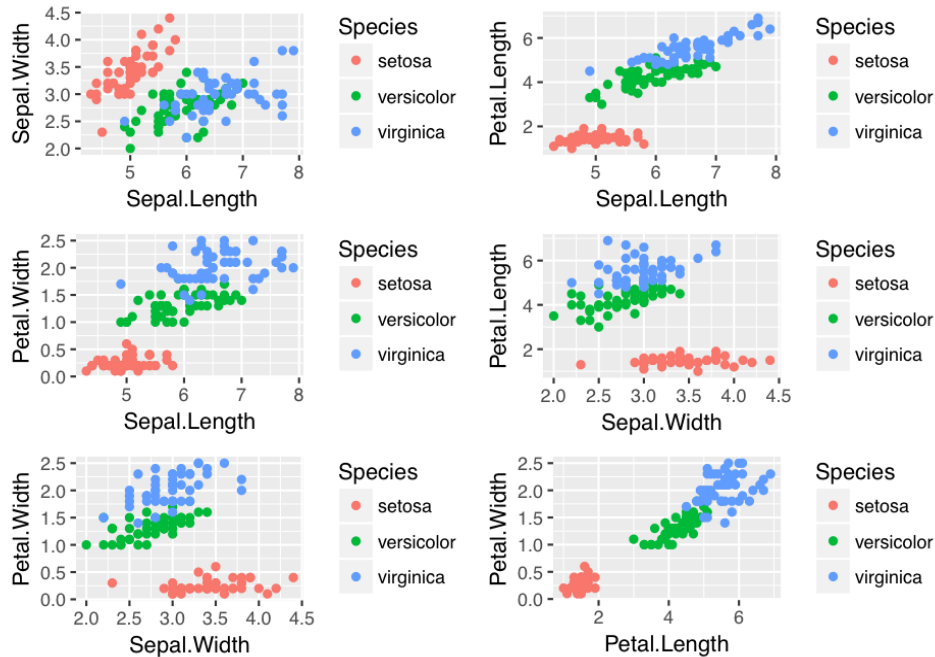 Sepal.Width
4.5
4.0
3.5
3.0
2.5
2.0
5 6 7 8
Sepal.Length
Species
setosa
versicolor
virginica
Petal.Length
6
4
2
5 6 7 8
Sepal.Length
Species
setosa
versicolor
virginica
Petal.Width
2.5
2.0
1.5
1.0
0.5
0.0
5 6 7 8
Sepal.Length
Species
setosa
versicolor
virginica
Petal.Length
6
4
2
2.0 2.5 3.0 3.5 4.0 4.5
Sepal.Width
Species
setosa
versicolor
virginica
Petal.Width
2.5
2.0
1.5
1.0
0.5
0.0
2.0 2.5 3.0 3.5 4.0 4.5
Sepal.Width
Species
setosa
versicolor
virginica
Petal.Width
2.5
2.0
1.5
1.0
0.5
0.0
2 4 6
Petal.Length
Species
setosa
versicolor
virginica